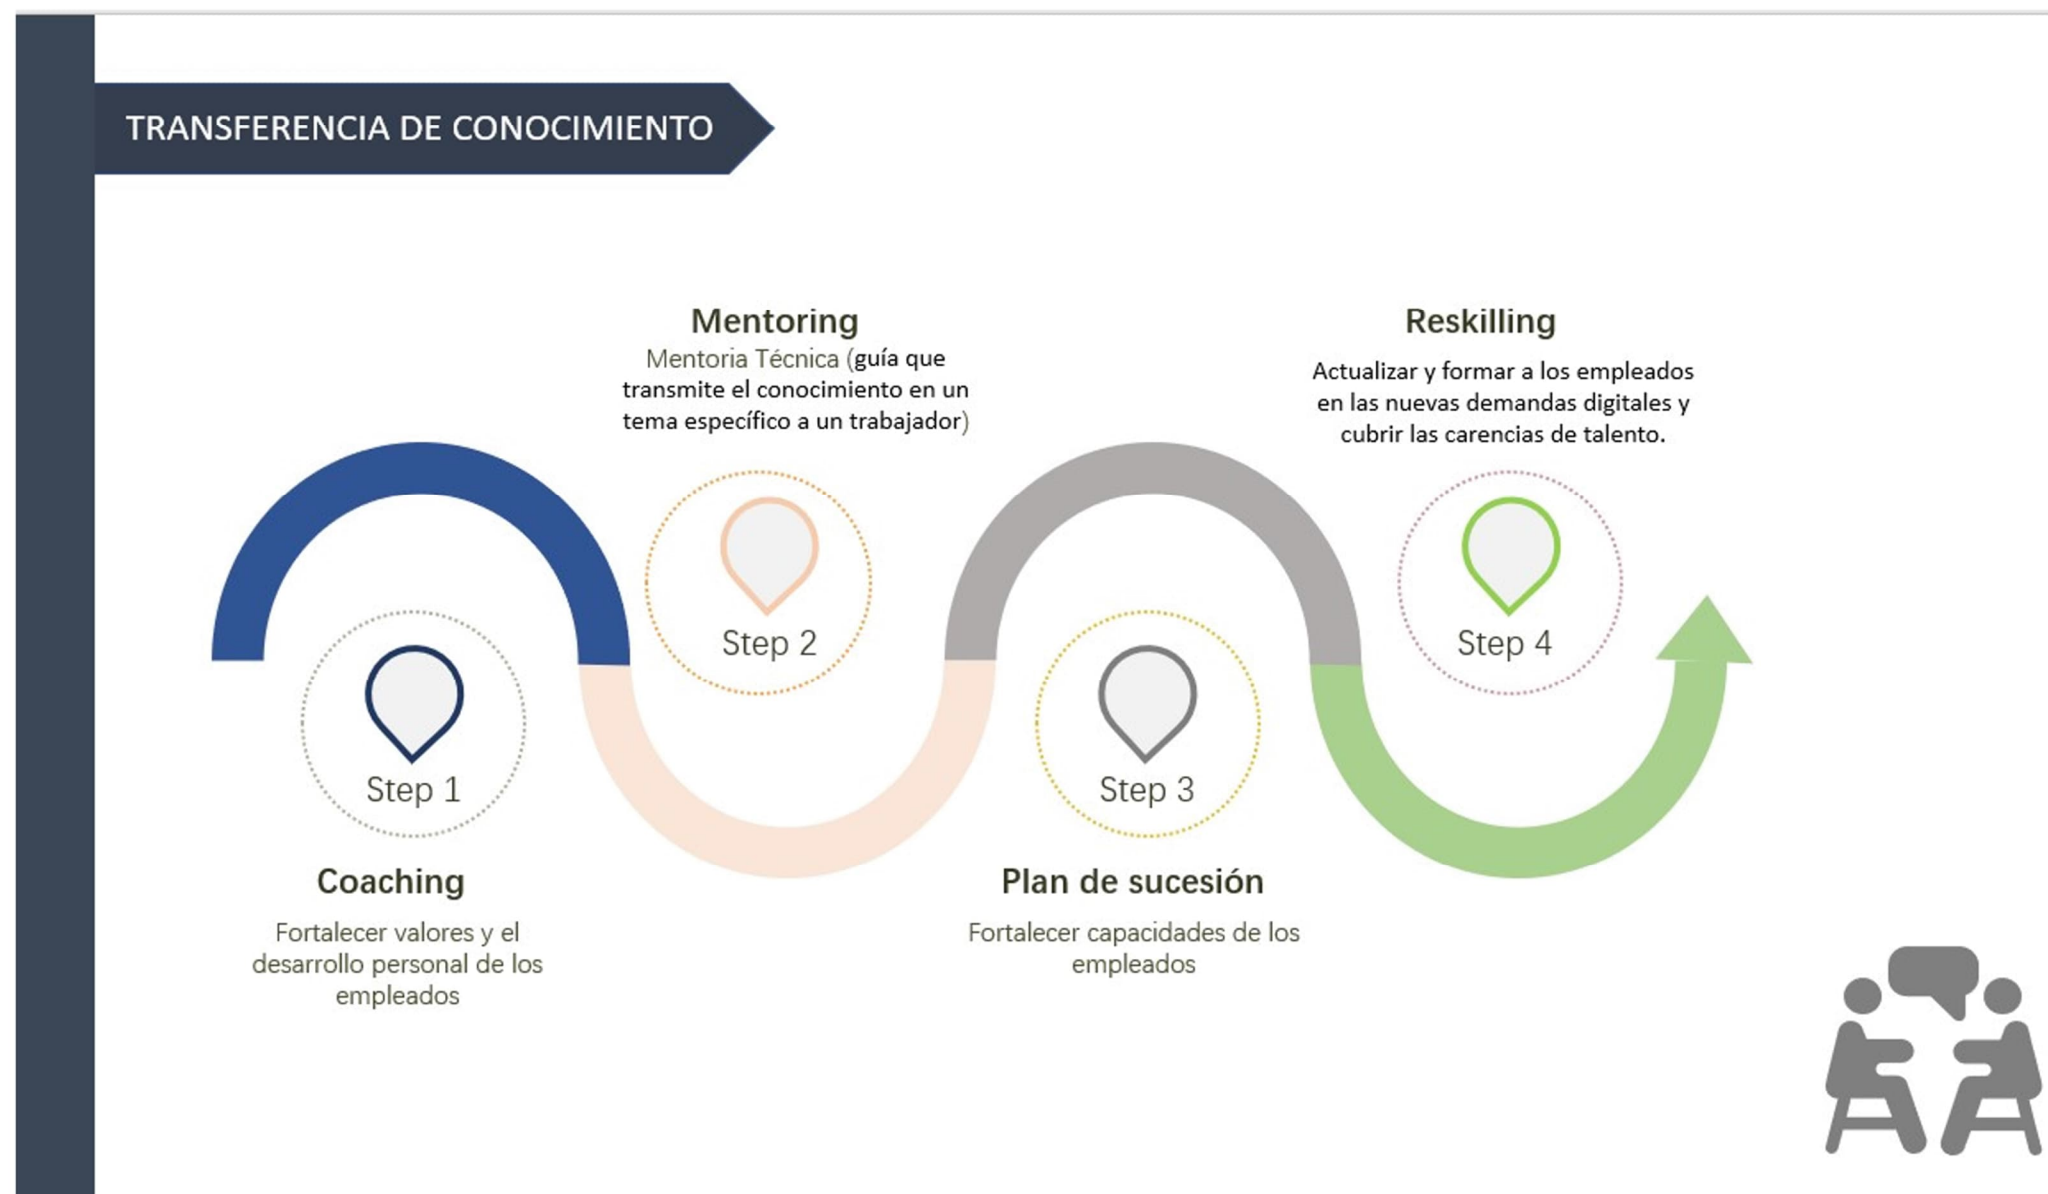 TRANSFERENCIA DE CONOCIMIENTO
Step 1
Coaching
Fortalecer valores y el
desarrollo personal de los
empleados
Mentoring
Mentoria Técnica (guía que
transmite el conocimiento en un
tema específico a un trabajador)
Step 2
Step 3
Plan de sucesión
Fortalecer capacidades de los
empleados
Reskilling
Actualizar y formar a los empleados
en las nuevas demandas digitales y
cubrir las carencias de talento.
Step 4